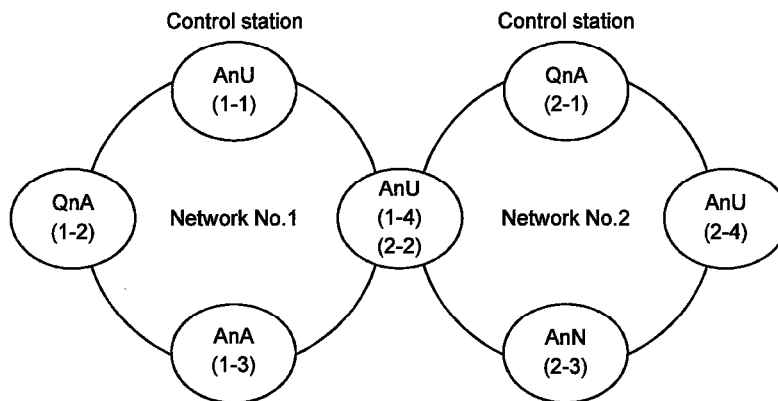 Control station
Control station
AnU
(1-1)
QnA
(2-1)
QnA
(1-2)
Network No.1
AnU
(1-4)
(2-2)
Network No.2
AnU
(2-4)
AnA
(1-3)
AnN
(2-3)